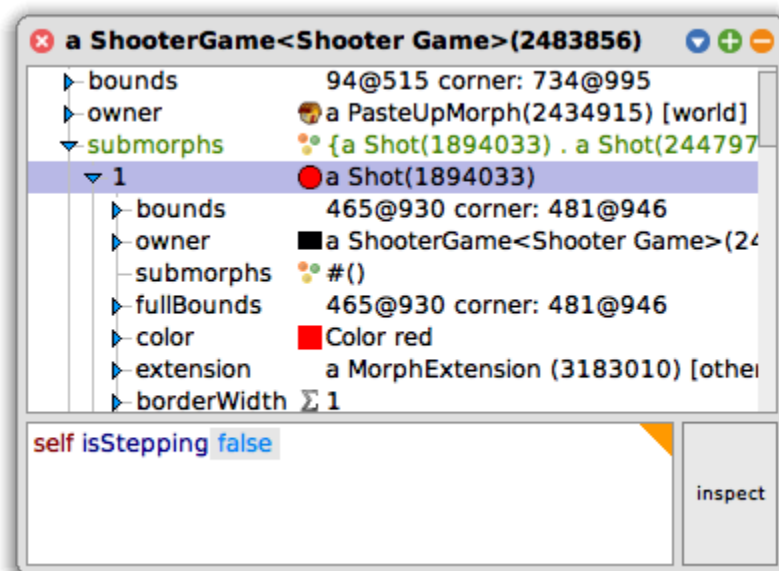 a ShooterGame<Shooter Game>(2483856)
bounds 94@515 corner: 734@995
owner a PasteUpMorph(2434915) [world]
submorphs {a Shot(1894033) . a Shot(244797
1 a Shot(1894033)
bounds 465@930 corner: 481@946
owner a ShooterGame<Shooter Game>(24
submorphs #()
fullBounds 465@930 corner: 481@946
color Color red
extension a MorphExtension (3183010) [other
borderWidth Σ 1
self isStepping false
inspect